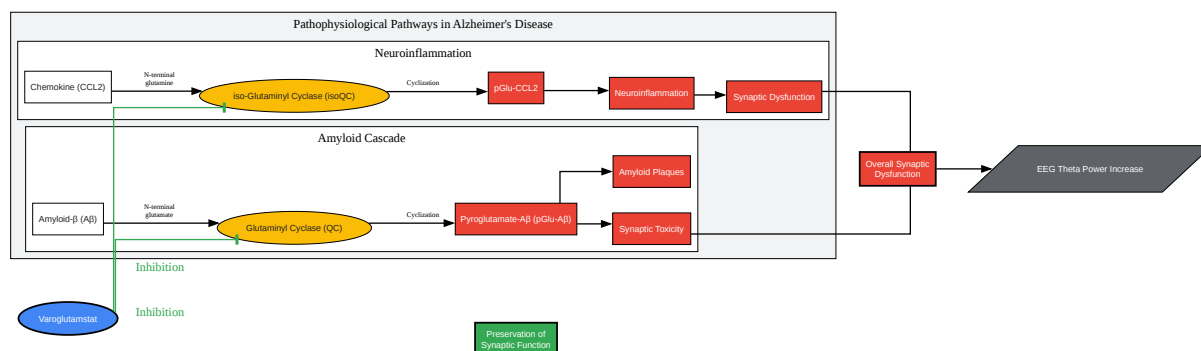 Pathophysiological Pathways in Alzheimer's Disease
Neuroinflammation
Chemokine (CCL2)
N-terminal
glutamine
iso-Glutaminyl Cyclase (isoQC)
Cyclization
pGlu-CCL2
Neuroinflammation
Synaptic Dysfunction
Amyloid Cascade
Amyloid-β (Aβ)
N-terminal
glutamate
Glutaminyl Cyclase (QC)
Cyclization
Pyroglutamate-Aβ (pGlu-Aβ)
Amyloid Plaques
Synaptic Toxicity
Overall Synaptic
Dysfunction
EEG Theta Power Increase
Inhibition
Inhibition
Varoglutamstat
Preservation of
Synaptic Function